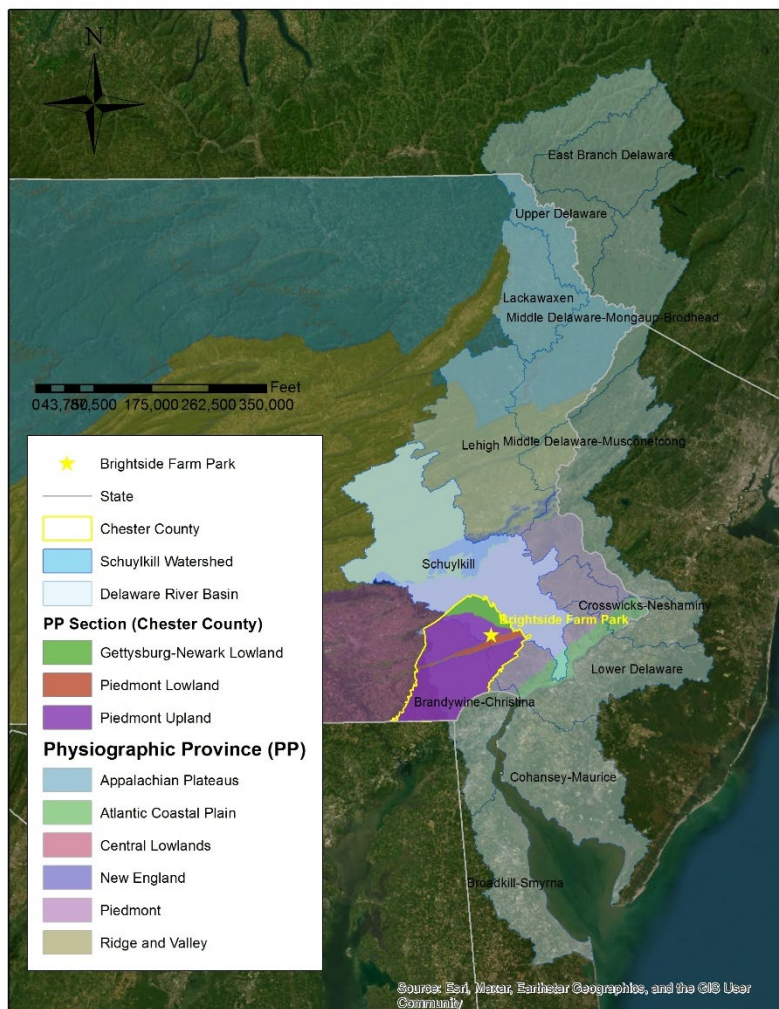 N
East Branch Delaware
Upper Delaware
Lackawaxen
Middle Delaware-Mongaup-Brodhead
Feet
043,750 87,500 175,000 262,500 350,000
Lehigh
Middle Delaware-Musconetcong
Schuylkill
Crosswicks-Neshaminy
Brightside Farm Park
Lower Delaware
Brandywine-Christina
Cohansey-Maurice
Broadkill-Smyrna
Brightside Farm Park
State
Chester County
Schuylkill Watershed
Delaware River Basin
PP Section (Chester County)
Gettysburg-Newark Lowland
Piedmont Lowland
Piedmont Upland
Physiographic Province (PP)
Appalachian Plateaus
Atlantic Coastal Plain
Central Lowlands
New England
Piedmont
Ridge and Valley
Source: Esri, Maxar, Earthstar Geographics, and the GIS User
Community